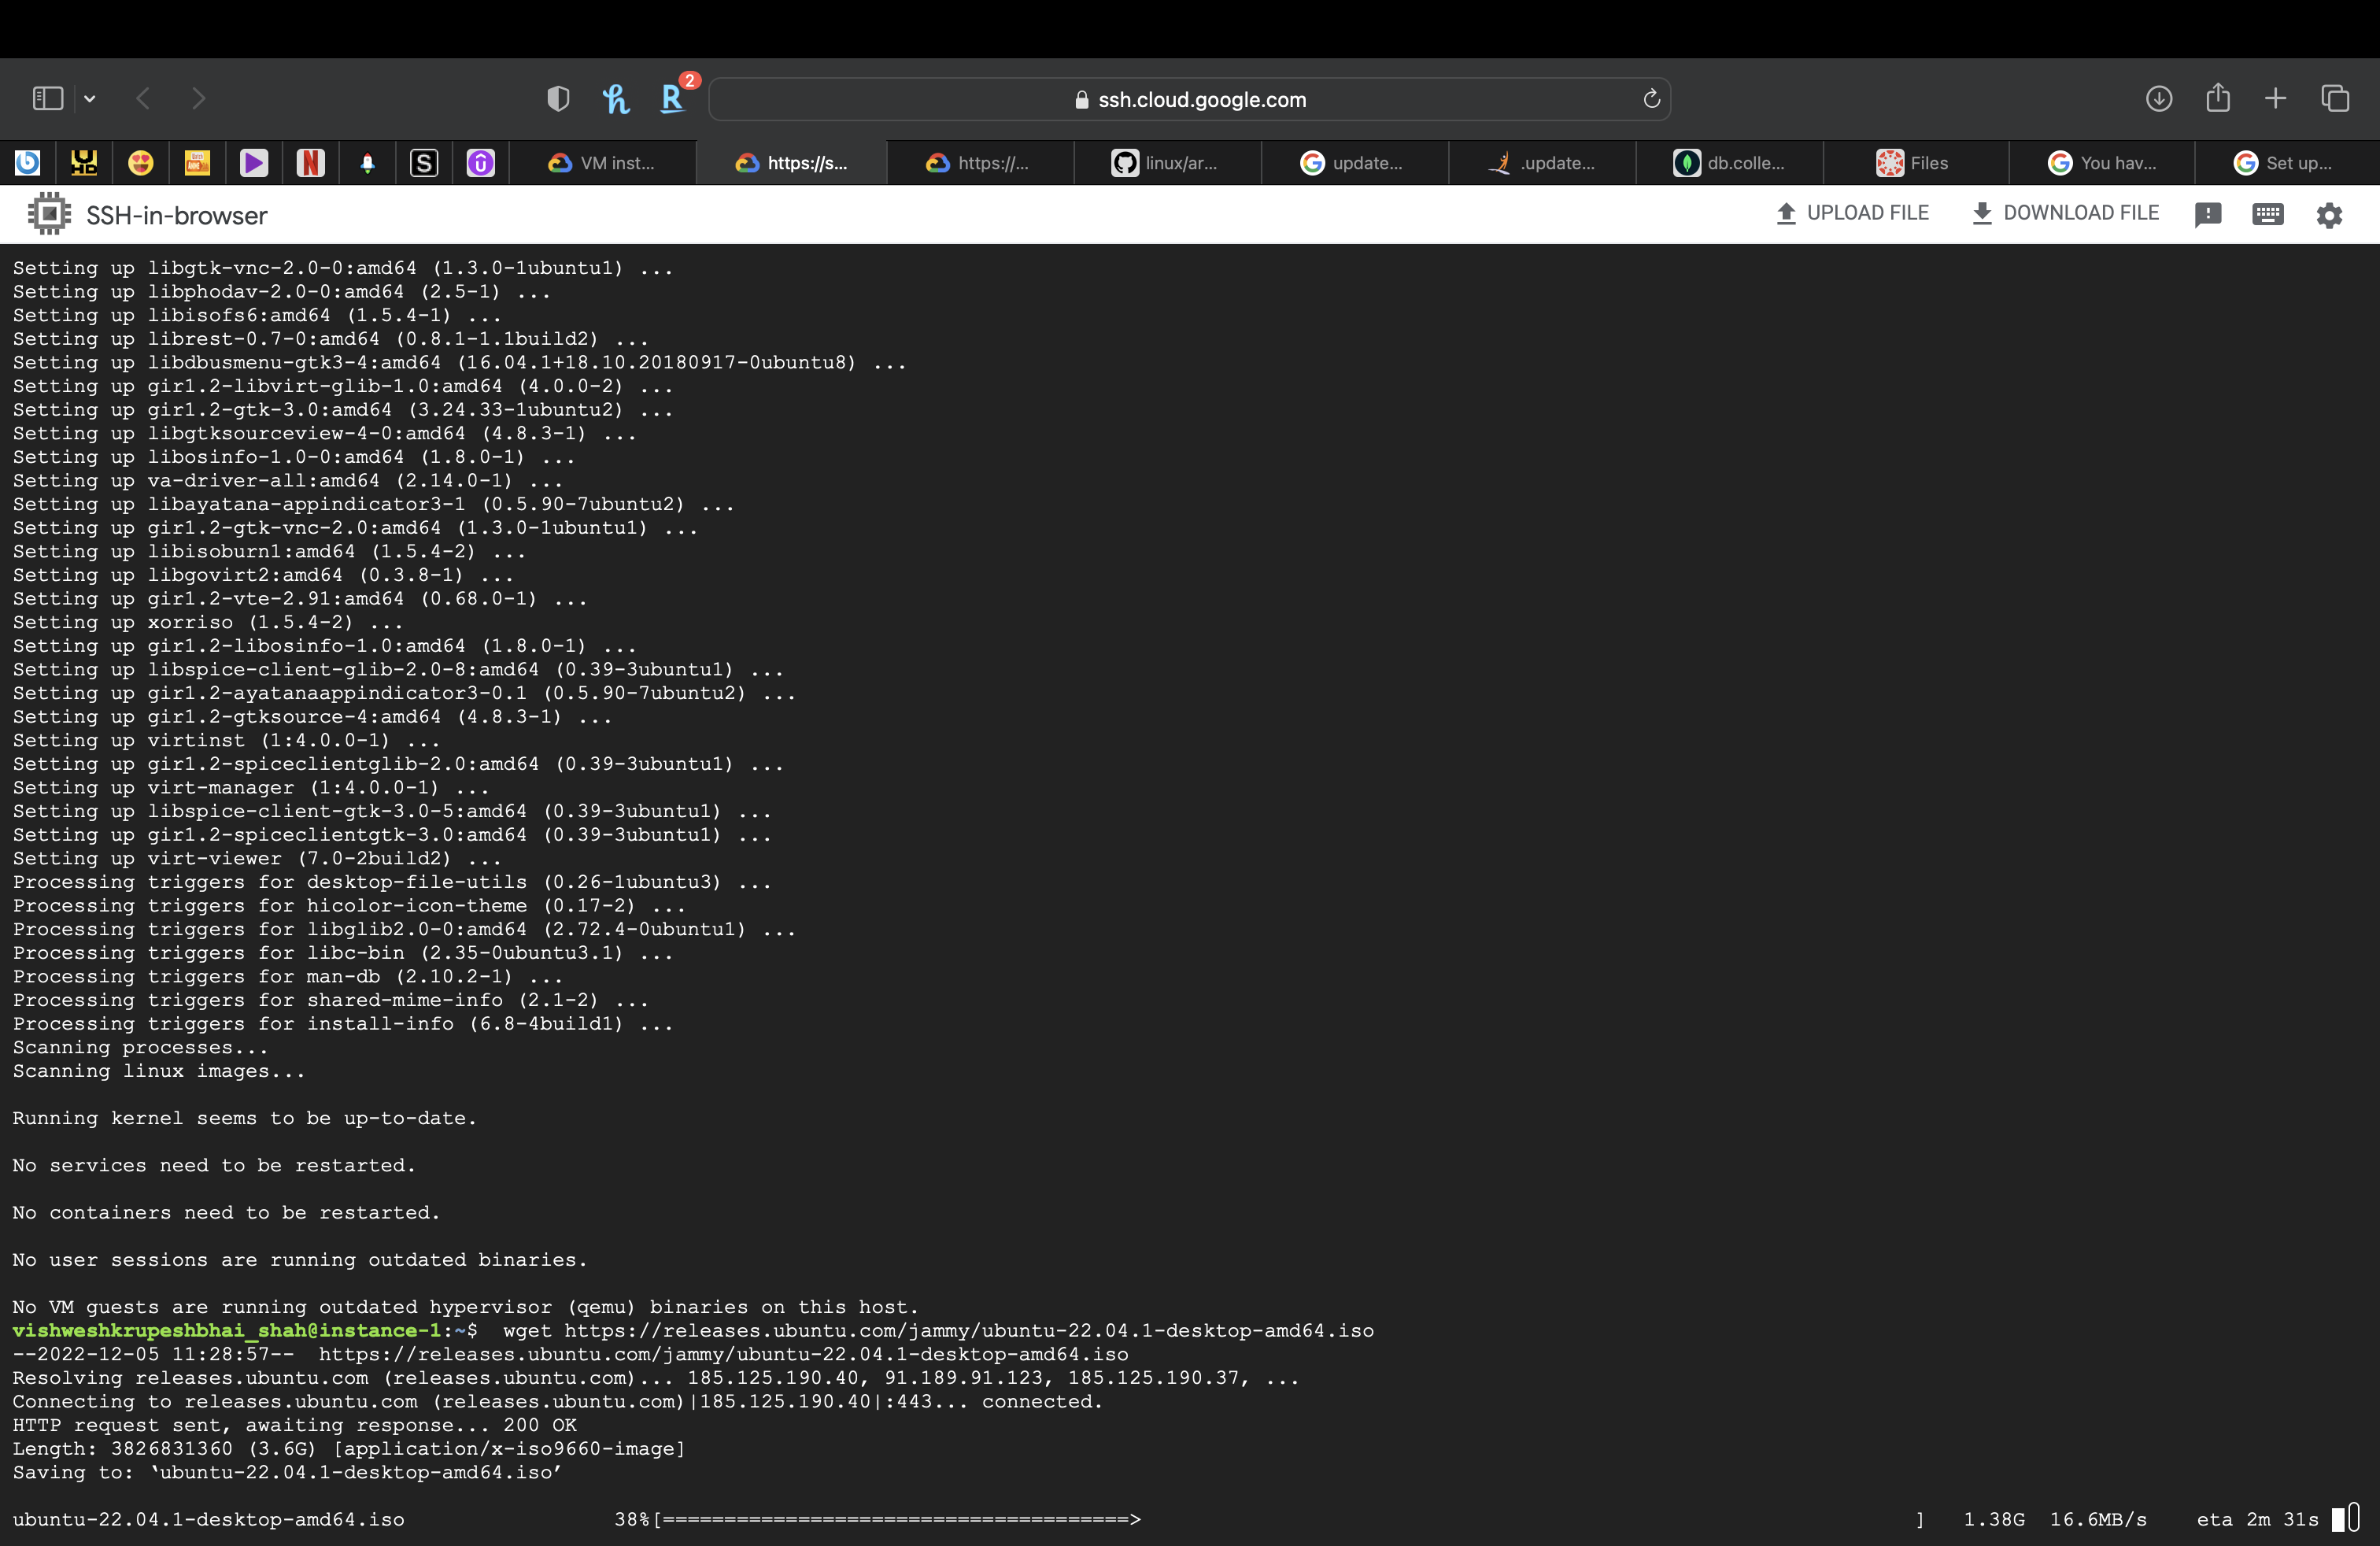 2
ssh.cloud.google.com
VM inst...
https://s...
https://...
linux/ar...
update...
.update...
db.colle...
Files
You hav...
Set up...
SSH-in-browser
UPLOAD FILE
DOWNLOAD FILE
Setting up libgtk-vnc-2.0-0:amd64 (1.3.0-1ubuntu1) ...
Setting up libphodav-2.0-0:amd64 (2.5-1) ...
Setting up libisofs6:amd64 (1.5.4-1) ...
Setting up librest-0.7-0:amd64 (0.8.1-1.1build2) ...
Setting up libdbusmenu-gtk3-4:amd64 (16.04.1+18.10.20180917-0ubuntu8) ...
Setting up gir1.2-libvirt-glib-1.0:amd64 (4.0.0-2) ...
Setting up gir1.2-gtk-3.0:amd64 (3.24.33-1ubuntu2) ...
Setting up libgtksourceview-4-0:amd64 (4.8.3-1) ...
Setting up libosinfo-1.0-0:amd64 (1.8.0-1) ...
Setting up va-driver-all:amd64 (2.14.0-1) ...
Setting up libayatana-appindicator3-1 (0.5.90-7ubuntu2) ...
Setting up gir1.2-gtk-vnc-2.0:amd64 (1.3.0-1ubuntu1) ...
Setting up libisoburn1:amd64 (1.5.4-2) ...
Setting up libgovirt2:amd64 (0.3.8-1) ...
Setting up gir1.2-vte-2.91:amd64 (0.68.0-1) ...
Setting up xorriso (1.5.4-2) ...
Setting up gir1.2-libosinfo-1.0:amd64 (1.8.0-1) ...
Setting up libspice-client-glib-2.0-8:amd64 (0.39-3ubuntu1) ...
Setting up gir1.2-ayatanaappindicator3-0.1 (0.5.90-7ubuntu2) ...
Setting up gir1.2-gtksource-4:amd64 (4.8.3-1) ...
Setting up virtinst (1:4.0.0-1) ...
Setting up gir1.2-spiceclientglib-2.0:amd64 (0.39-3ubuntu1) ...
Setting up virt-manager (1:4.0.0-1) ...
Setting up libspice-client-gtk-3.0-5:amd64 (0.39-3ubuntu1) ...
Setting up gir1.2-spiceclientgtk-3.0:amd64 (0.39-3ubuntu1) ...
Setting up virt-viewer (7.0-2build2) ...
Processing triggers for desktop-file-utils (0.26-1ubuntu3) ...
Processing triggers for hicolor-icon-theme (0.17-2) ...
Processing triggers for libglib2.0-0:amd64 (2.72.4-0ubuntu1) ...
Processing triggers for libc-bin (2.35-0ubuntu3.1) ...
Processing triggers for man-db (2.10.2-1) ...
Processing triggers for shared-mime-info (2.1-2) ...
Processing triggers for install-info (6.8-4build1) ...
Scanning processes...
Scanning linux images...
Running kernel seems to be up-to-date.
No services need to be restarted.
No containers need to be restarted.
No user sessions are running outdated binaries.
No VM guests are running outdated hypervisor (qemu) binaries on this host.
vishweshkrupeshbhai_shah@instance-1:~$  wget https://releases.ubuntu.com/jammy/ubuntu-22.04.1-desktop-amd64.iso
--2022-12-05 11:28:57--  https://releases.ubuntu.com/jammy/ubuntu-22.04.1-desktop-amd64.iso
Resolving releases.ubuntu.com (releases.ubuntu.com)... 185.125.190.40, 91.189.91.123, 185.125.190.37, ...
Connecting to releases.ubuntu.com (releases.ubuntu.com)|185.125.190.40|:443... connected.
HTTP request sent, awaiting response... 200 OK
Length: 3826831360 (3.6G) [application/x-iso9660-image]
Saving to: ‘ubuntu-22.04.1-desktop-amd64.iso’
ubuntu-22.04.1-desktop-amd64.iso 38%[======================================> ] 1.38G 16.6MB/s eta 2m 31s